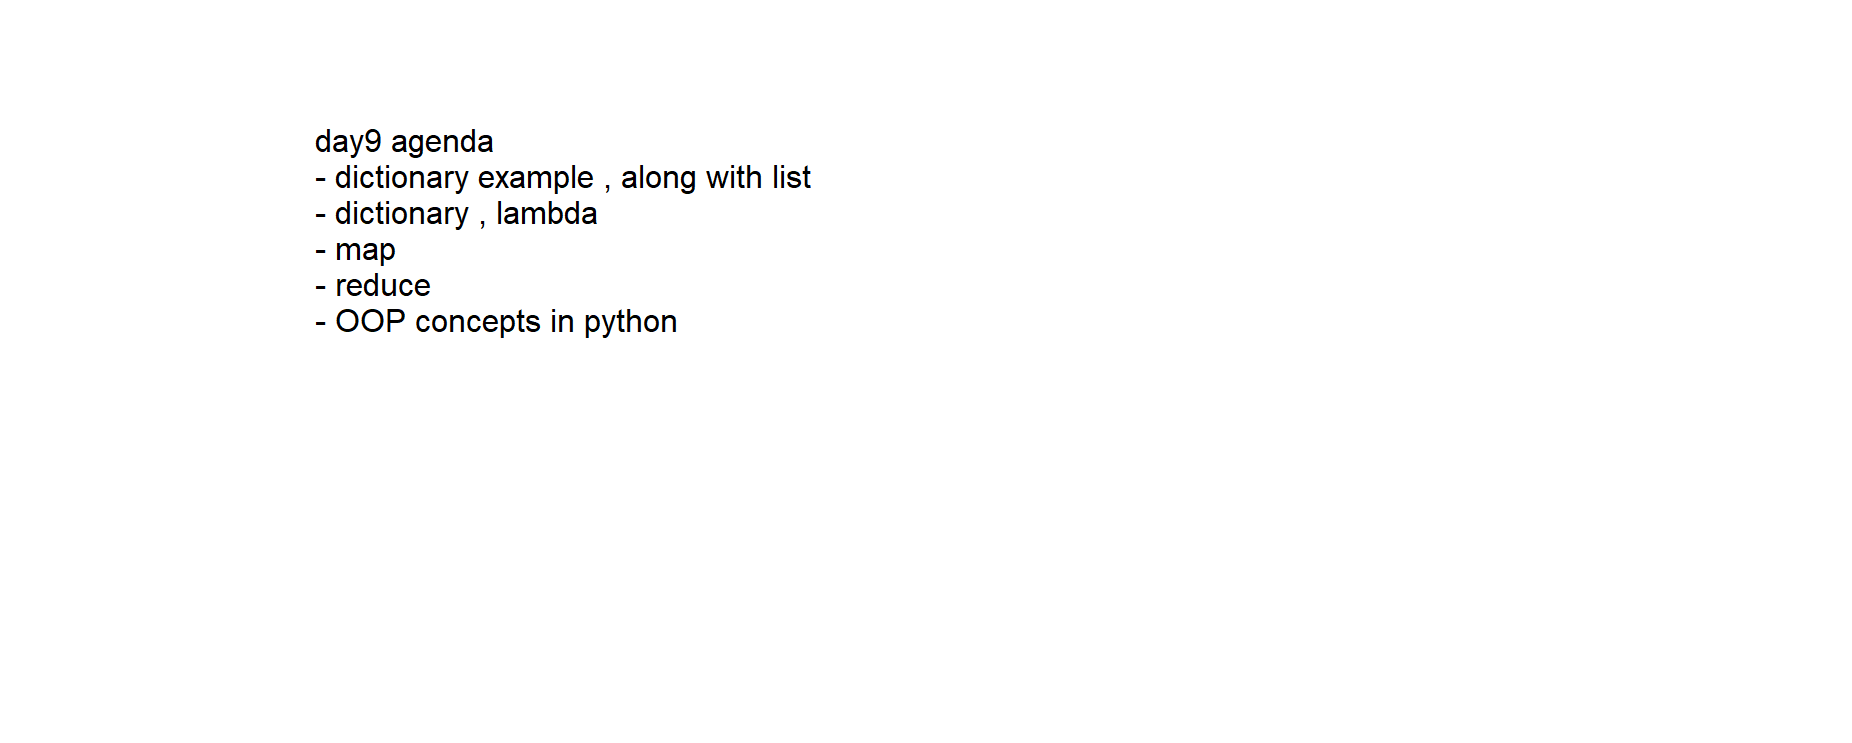 day9 agenda
- dictionary example , along with list
- dictionary , lambda
- map
- reduce
- OOP concepts in python